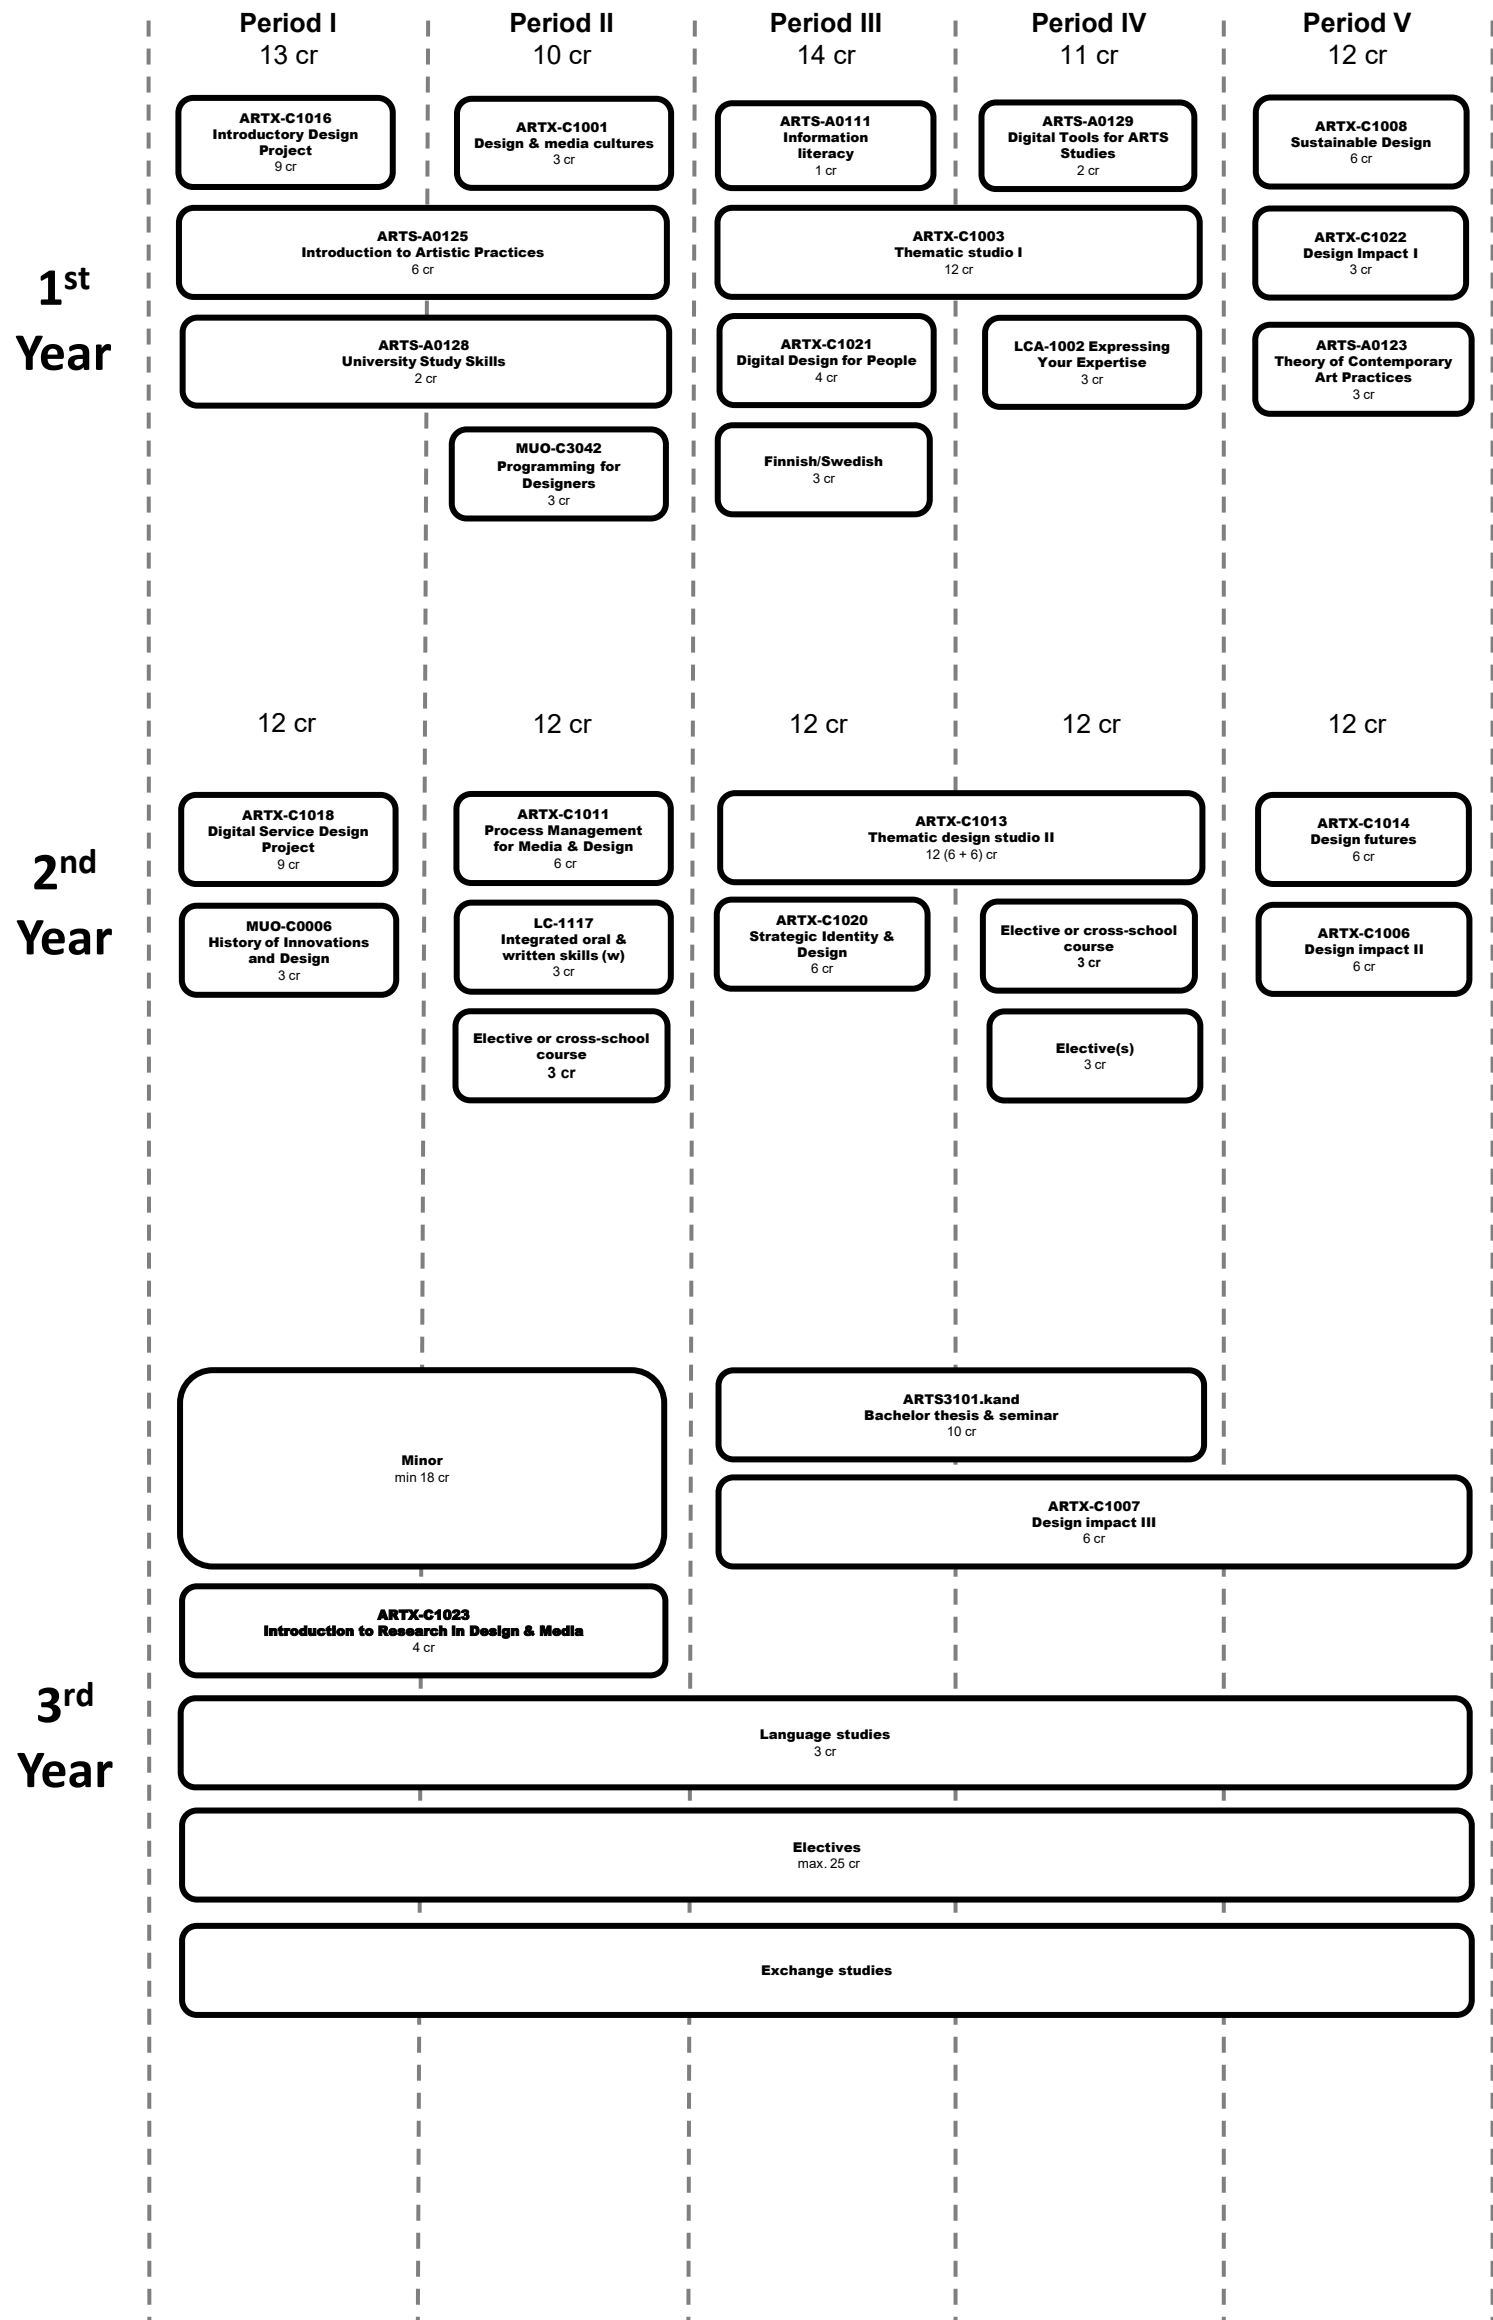 Period I
13 cr
Period II
10 cr
Period III
14 cr
Period IV
11 cr
Period V
12 cr
1st
Year
ARTX-C1016
Introductory Design
Project
9 cr
ARTX-C1001
Design & media cultures
3 cr
ARTS-A0111
Information
literacy
1 cr
ARTS-A0129
Digital Tools for ARTS
Studies
2 cr
ARTX-C1008
Sustainable Design
6 cr
ARTS-A0125
Introduction to Artistic Practices
6 cr
ARTX-C1003
Thematic studio I
12 cr
ARTX-C1022
Design Impact I
3 cr
ARTS-A0128
University Study Skills
2 cr
ARTX-C1021
Digital Design for People
4 cr
LCA-1002 Expressing
Your Expertise
3 cr
ARTS-A0123
Theory of Contemporary
Art Practices
3 cr
MUO-C3042
Programming for
Designers
3 cr
Finnish/Swedish
3 cr
12 cr
12 cr
12 cr
12 cr
12 cr
2nd
Year
ARTX-C1018
Digital Service Design
Project
9 cr
ARTX-C1011
Process Management
for Media & Design
6 cr
ARTX-C1013
Thematic design studio II
12 (6 + 6) cr
ARTX-C1014
Design futures
6 cr
MUO-C0006
History of Innovations
and Design
3 cr
LC-1117
Integrated oral &
written skills (w)
3 cr
ARTX-C1020
Strategic Identity &
Design
6 cr
Elective or cross-school
course
3 cr
ARTX-C1006
Design impact II
6 cr
Elective or cross-school
course
3 cr
Elective(s)
3 cr
3rd
Year
Minor
min 18 cr
ARTS3101.kand
Bachelor thesis & seminar
10 cr
ARTX-C1007
Design impact III
6 cr
ARTX-C1023
Introduction to Research in Design & Media
4 cr
Language studies
3 cr
Electives
max. 25 cr
Exchange studies